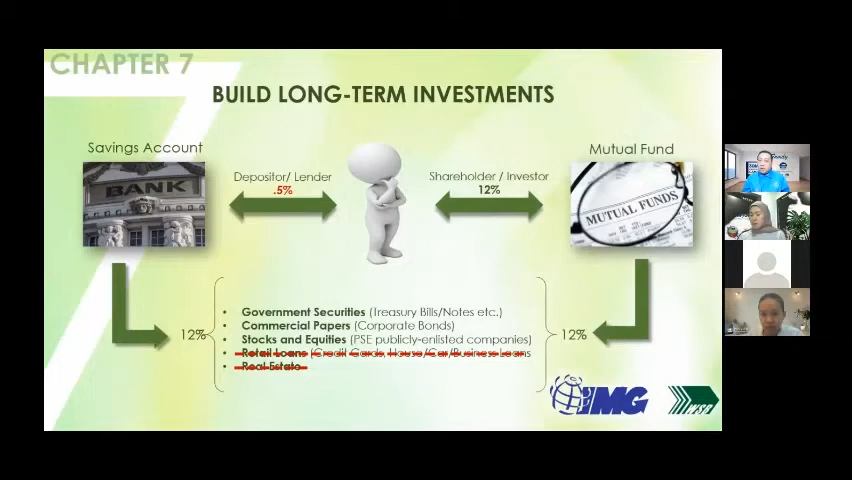 CHAPTER 7
BUILD LONG-TERM INVESTMENTS
Savings Account
Mutual Fund
Depositor/ Lender
.5%
Shareholder / Investor
12%
BANK
MUTUAL FUNDS
12%
• Government Securities (Treasury Bills/Notes etc.)
• Commercial Papers (Corporate Bonds)
• Stocks and Equities (PSE publicly-enlisted companies)
• Retail Loans (Credit Cards, House/Car/Business Loans
• Real Estate
12%
IMG